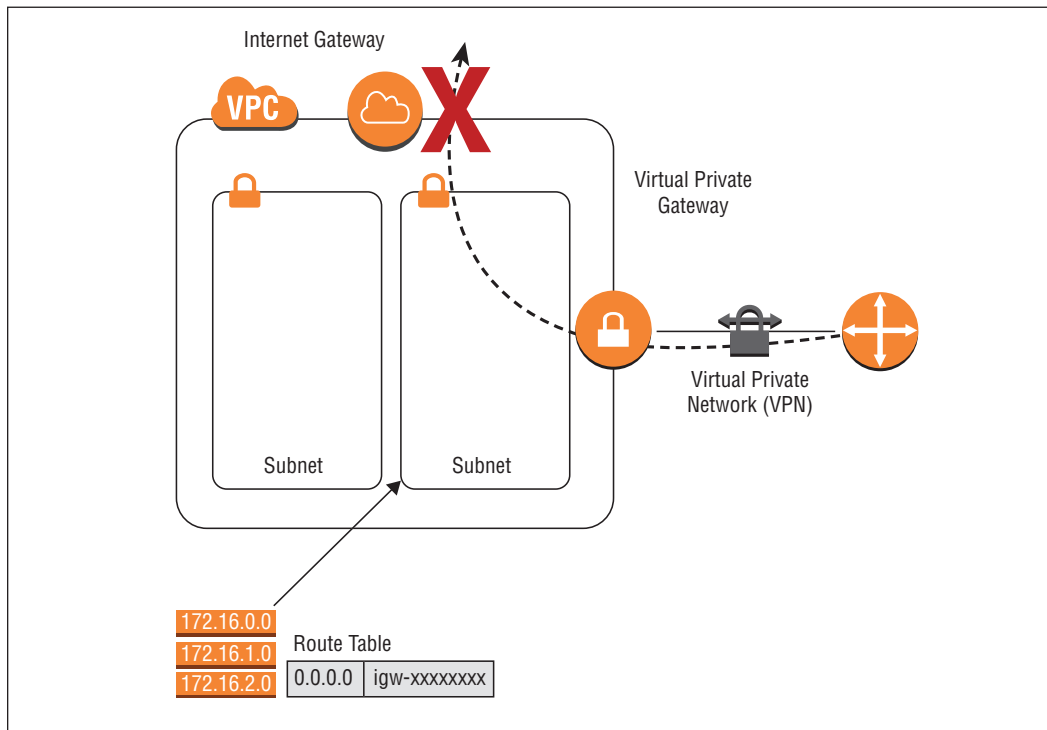 Internet Gateway
VPC
Virtual Private
Gateway
Virtual Private
Network (VPN)
Subnet
Subnet
172.16.0.0
172.16.1.0
172.16.2.0
Route Table
0.0.0.0
igw-xxxxxxxx